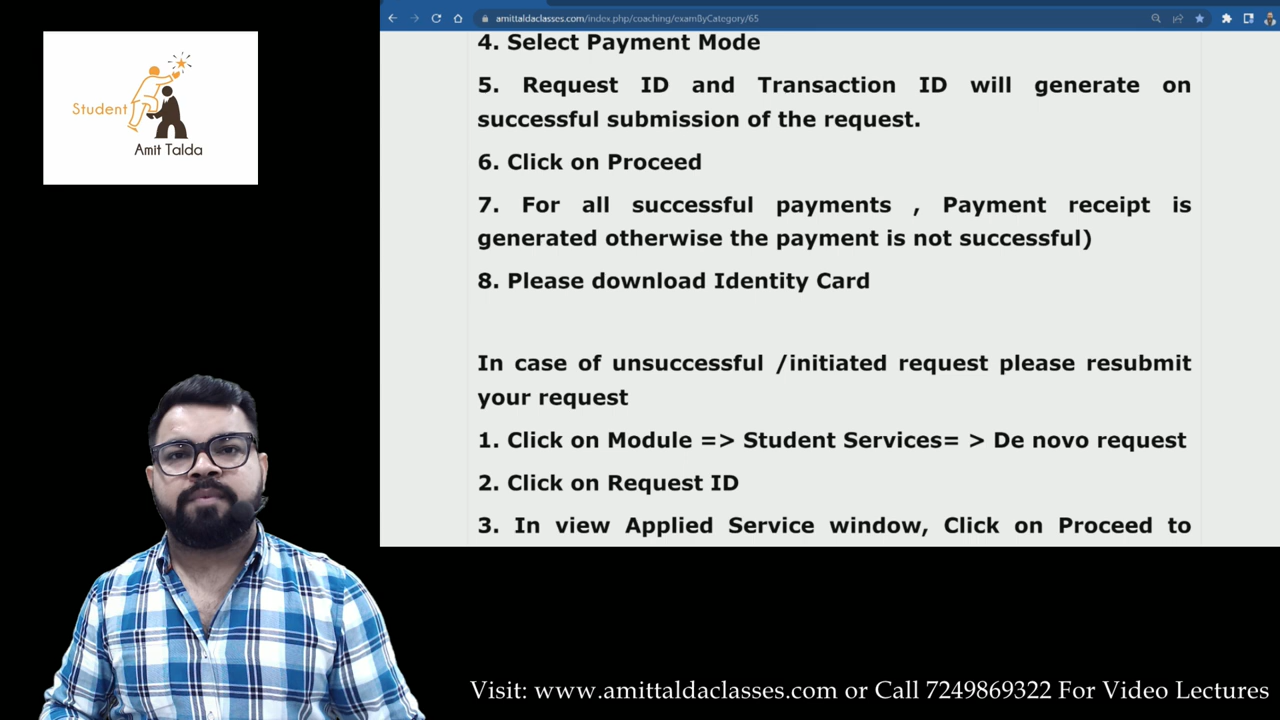 amittaldaclasses.com/index.php/coaching/examByCategory/65
Student
Amit Talda
4. Select Payment Mode
5. Request ID and Transaction ID will generate on
successful submission of the request.
6. Click on Proceed
7. For all successful payments , Payment receipt is
generated otherwise the payment is not successful)
8. Please download Identity Card
In case of unsuccessful /initiated request please resubmit
your request
1. Click on Module => Student Services= > De novo request
2. Click on Request ID
3. In view Applied Service window, Click on Proceed to
Visit: www.amittaldaclasses.com or Call 7249869322 For Video Lectures